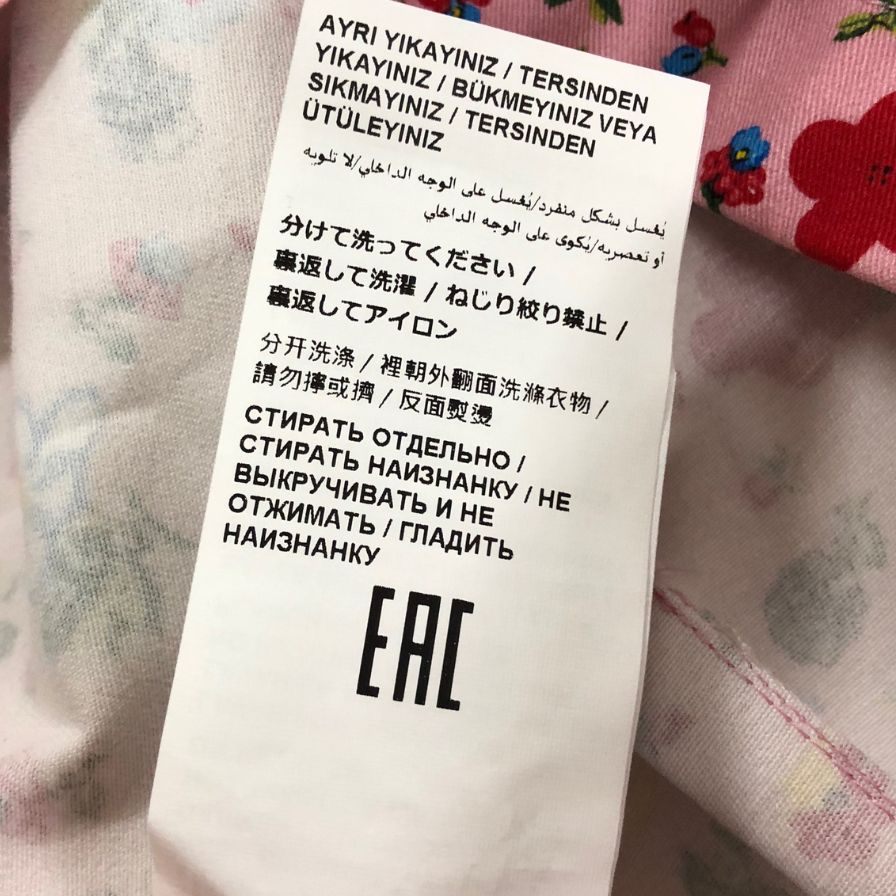 AYRI YIKAYINIZ / TERSINDEN
YIKAYINIZ / BÜKMEYINIZ VEYA
SIKMAYINIZ / TERSINDEN
ÜTÜLEYINIZ
يُغسل بشكل منفرد/يُغسل على الوجه الداخلي/لا تلويه
أو تعصريه/يُكوى على الوجه الداخلي
分けて洗ってください /
裏返して洗濯 / ねじり絞り禁止 /
裏返してアイロン
分开洗涤 / 裡朝外翻面洗滌衣物 /
請勿擰或擠 / 反面熨燙
СТИРАТЬ ОТДЕЛЬНО /
СТИРАТЬ НАИЗНАНКУ / НЕ
ВЫКРУЧИВАТЬ И НЕ
ОТЖИМАТЬ / ГЛАДИТЬ
НАИЗНАНКУ
EAC